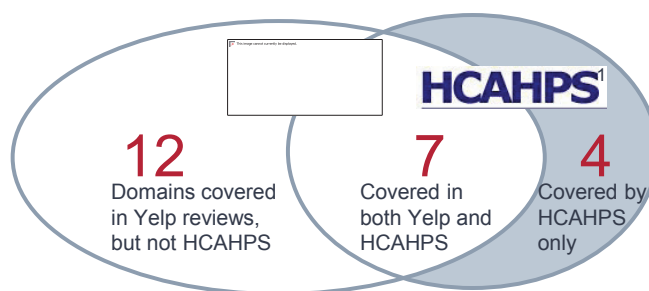 This image cannot currently be displayed.
HCAHPS1
12
Domains covered
in Yelp reviews,
but not HCAHPS
7
Covered in
both Yelp and
HCAHPS
4
Covered by
HCAHPS
only